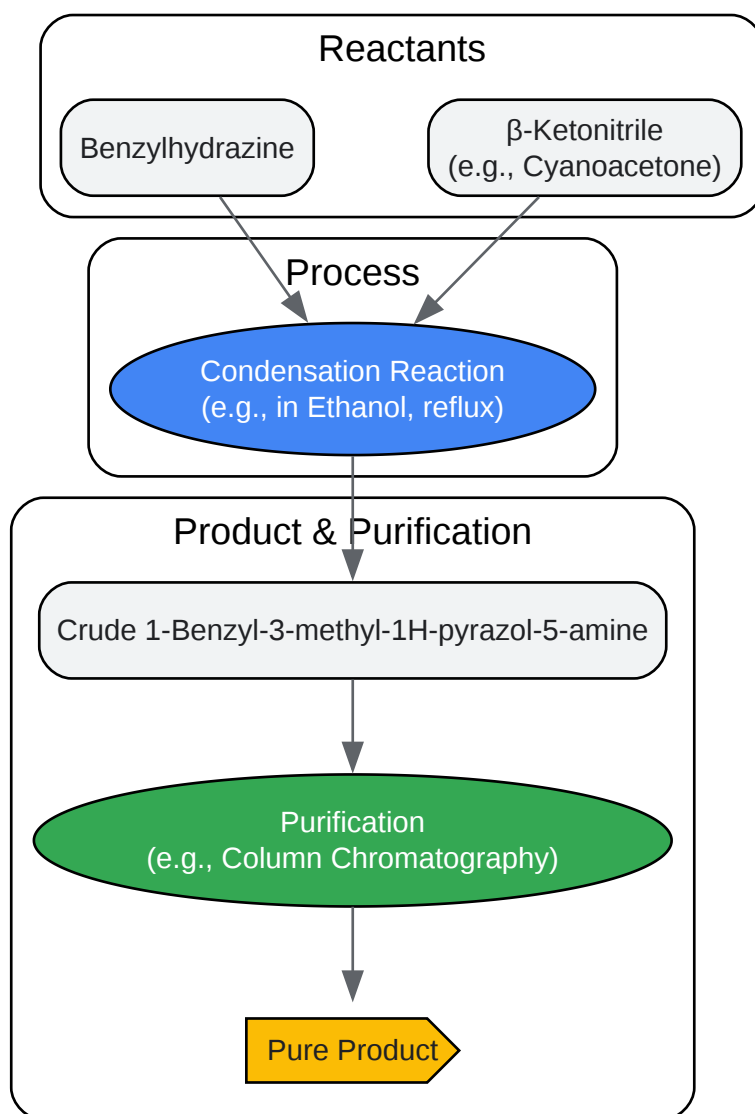 Reactants
Benzylhydrazine
β-Ketonitrile
(e.g., Cyanoacetone)
Process
Condensation Reaction
(e.g., in Ethanol, reflux)
Product & Purification
Crude 1-Benzyl-3-methyl-1H-pyrazol-5-amine
Purification
(e.g., Column Chromatography)
Pure Product